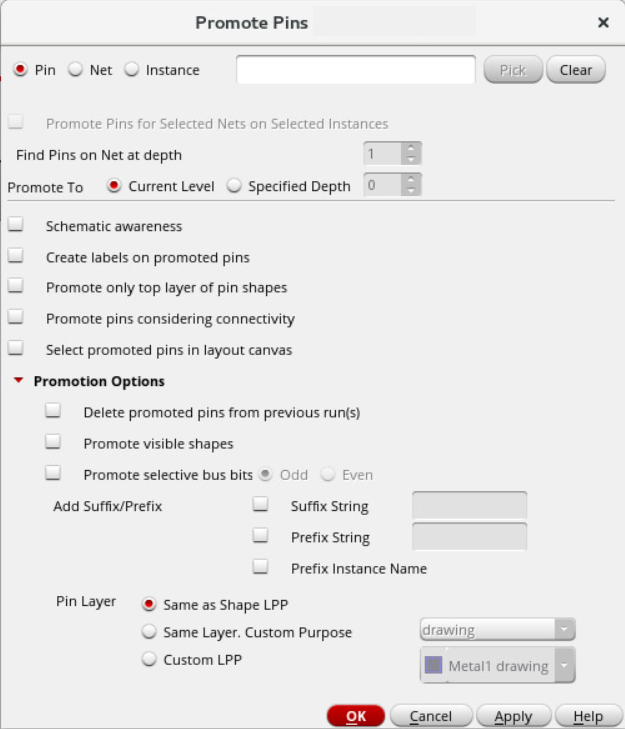 Promote Pins
Pin Net Instance Pick Clear
Promote Pins for Selected Nets on Selected Instances
Find Pins on Net at depth 1
Promote To Current Level Specified Depth 0
Schematic awareness
Create labels on promoted pins
Promote only top layer of pin shapes
Promote pins considering connectivity
Select promoted pins in layout canvas
Promotion Options
Delete promoted pins from previous run(s)
Promote visible shapes
Promote selective bus bits Odd Even
Add Suffix/Prefix Suffix String
Prefix String
Prefix Instance Name
Pin Layer Same as Shape LPP
Same Layer. Custom Purpose drawing
Custom LPP Metal1 drawing
OK Cancel Apply Help